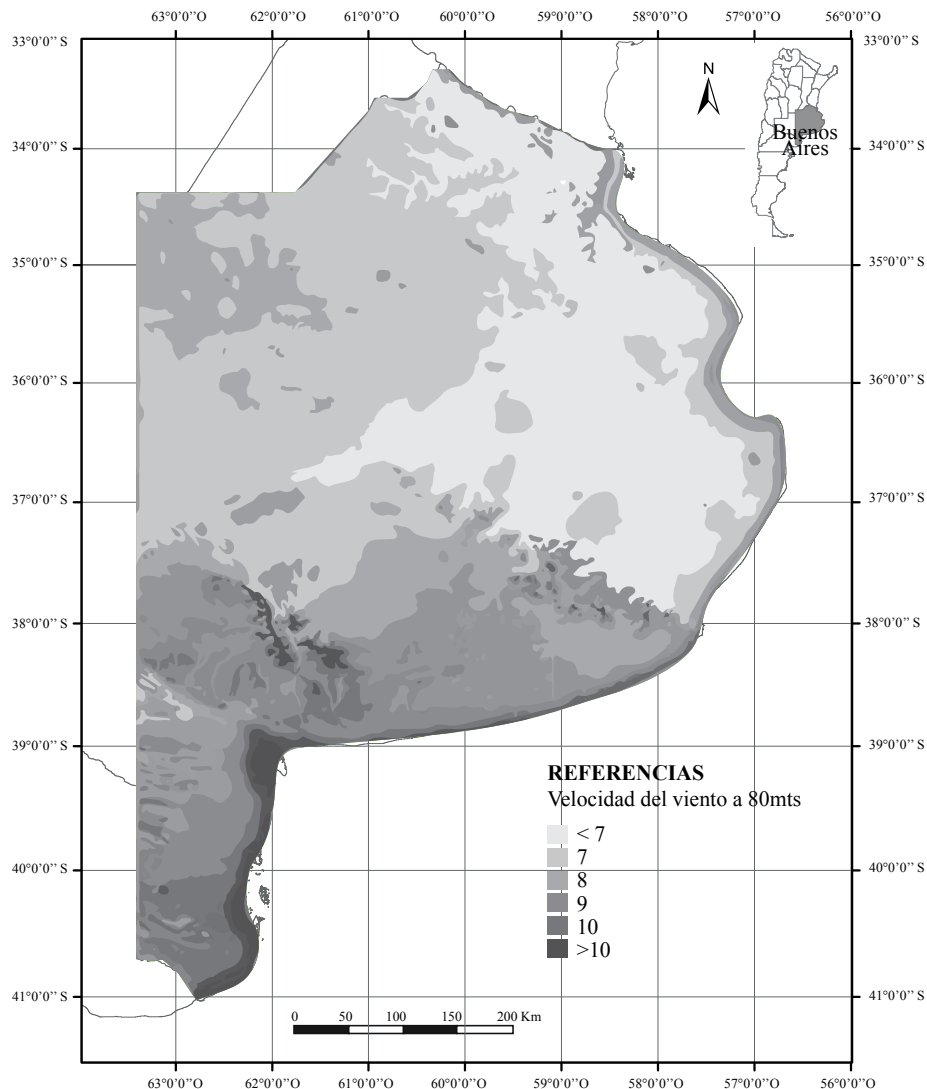 63°0'0''O 62°0'0''O 61°0'0''O 60°0'0''O 59°0'0''O 58°0'0''O 57°0'0''O 56°0'0''O
33°0'0'' S 33°0'0'' S
N
Buenos
Aires
34°0'0'' S 34°0'0'' S
35°0'0'' S 35°0'0'' S
36°0'0'' S 36°0'0'' S
37°0'0'' S 37°0'0'' S
38°0'0'' S 38°0'0'' S
39°0'0'' S 39°0'0'' S
REFERENCIAS
Velocidad del viento a 80mts
< 7
7
8
9
10
>10
40°0'0'' S 40°0'0'' S
41°0'0'' S 41°0'0'' S
0 50 100 150 200 Km
63°0'0''O 62°0'0''O 61°0'0''O 60°0'0''O 59°0'0''O 58°0'0''O 57°0'0''O 56°0'0''O